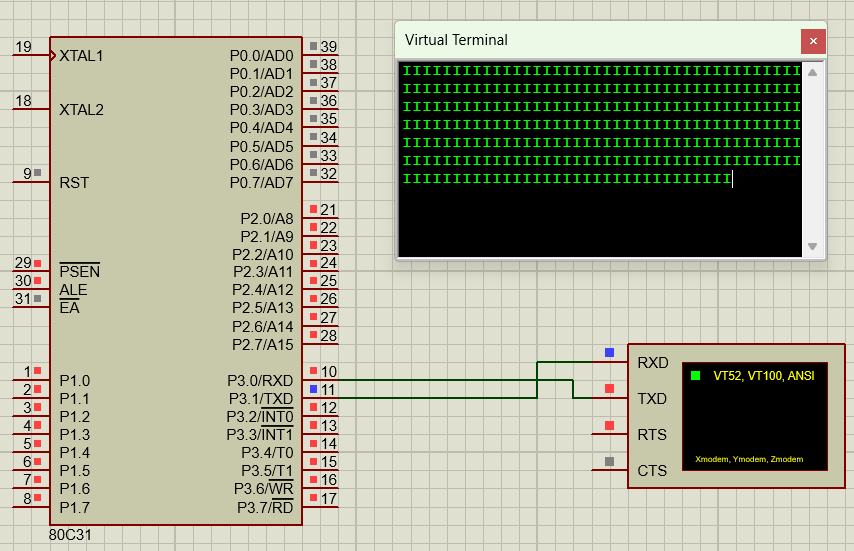 Virtual Terminal
IIIIIIIIIIIIIIIIIIIIIIIIIIIIIIIIIIIIIIII
IIIIIIIIIIIIIIIIIIIIIIIIIIIIIIIIIIIIIIII
IIIIIIIIIIIIIIIIIIIIIIIIIIIIIIIIIIIIIIII
IIIIIIIIIIIIIIIIIIIIIIIIIIIIIIIIIIIIIIII
IIIIIIIIIIIIIIIIIIIIIIIIIIIIIIIIIIIIIIII
IIIIIIIIIIIIIIIIIIIIIIIIIIIIIIIIIIIIIIII
IIIIIIIIIIIIIIIIIIIIIIIIIIIIIIIII
19 XTAL1 P0.0/AD0 39
P0.1/AD1 38
P0.2/AD2 37
18 XTAL2 P0.3/AD3 36
P0.4/AD4 35
P0.5/AD5 34
P0.6/AD6 33
9 RST P0.7/AD7 32
P2.0/A8 21
P2.1/A9 22
P2.2/A10 23
29 PSEN P2.3/A11 24
30 ALE P2.4/A12 25
31 EA P2.5/A13 26
P2.6/A14 27
P2.7/A15 28
1 P1.0 P3.0/RXD 10
2 P1.1 P3.1/TXD 11
3 P1.2 P3.2/INT0 12
4 P1.3 P3.3/INT1 13
5 P1.4 P3.4/T0 14
6 P1.5 P3.5/T1 15
7 P1.6 P3.6/WR 16
8 P1.7 P3.7/RD 17
80C31
RXD
TXD
RTS
CTS
VT52, VT100, ANSI
Xmodem, Ymodem, Zmodem